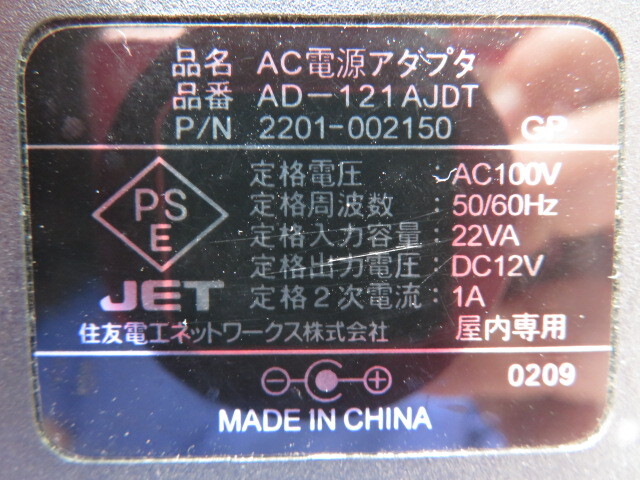 品名 AC電源アダプタ
品番 AD-121AJDT
P/N 2201-002150 GP
PS
E
JET
定格電圧 : AC100V
定格周波数 : 50/60Hz
定格入力容量 : 22VA
定格出力電圧 : DC12V
定格2次電流 : 1A
住友電工ネットワークス株式会社 屋内専用
0209
MADE IN CHINA